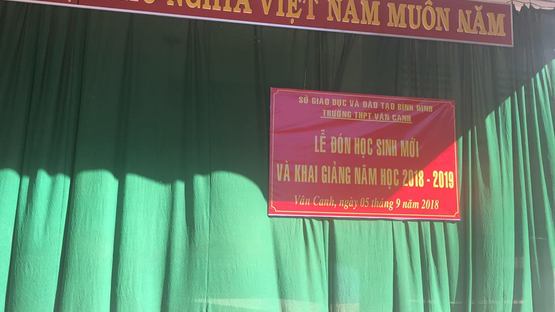 NGHĨA VIỆT NAM MUÔN NĂM
SỞ GIÁO DỤC VÀ ĐÀO TẠO BÌNH ĐỊNH
TRƯỜNG THPT VÂN CANH
LỄ ĐÓN HỌC SINH MỚI
VÀ KHAI GIẢNG NĂM HỌC 2018 - 2019
Vân Canh, ngày 05 tháng 9 năm 2018